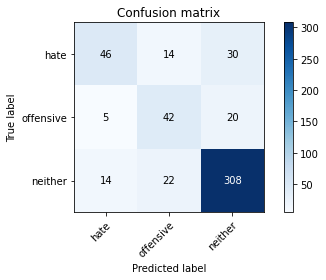 Confusion matrix
True label
hate
46
14
30
offensive
5
42
20
neither
14
22
308
hate
offensive
neither
Predicted label
300
250
200
150
100
50